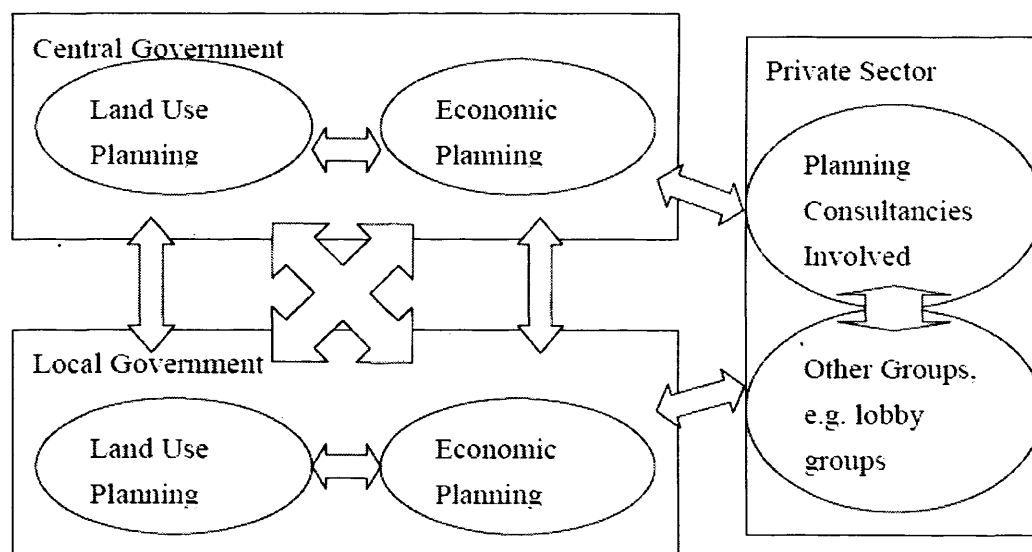 Central Government
Land Use
Planning
Economic
Planning
Private Sector
Planning
Consultancies
Involved
Local Government
Land Use
Planning
Economic
Planning
Other Groups,
e.g. lobby
groups